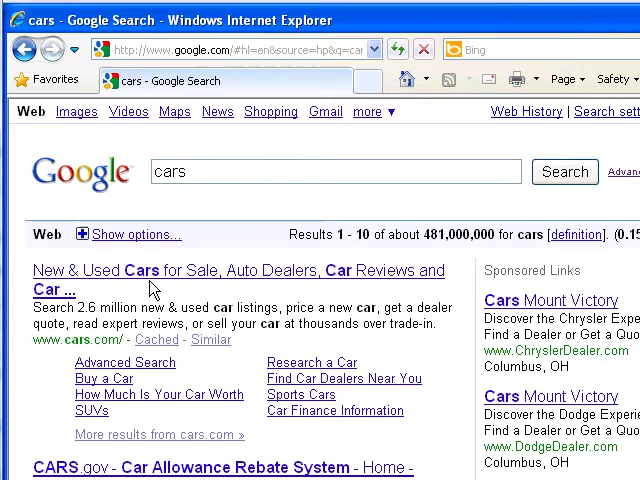 cars - Google Search - Windows Internet Explorer
http://www.google.com/#hl=en&source=hp&q=car
Bing
Favorites
cars - Google Search
Page
Safety
Web Images Videos Maps News Shopping Gmail more ▼
Web History | Search sett
Google
cars
Search
Advan
Web
Show options...
Results 1 - 10 of about 481,000,000 for cars [definition]. (0.15
New & Used Cars for Sale, Auto Dealers, Car Reviews and
Car ...
Search 2.6 million new & used car listings, price a new car, get a dealer
quote, read expert reviews, or sell your car at thousands over trade-in.
www.cars.com/ - Cached - Similar
Advanced Search
Research a Car
Buy a Car
Find Car Dealers Near You
How Much Is Your Car Worth
Sports Cars
SUVs
Car Finance Information
More results from cars.com »
CARS.gov - Car Allowance Rebate System - Home -
Sponsored Links
Cars Mount Victory
Discover the Chrysler Expe
Find a Dealer or Get a Quo
www.ChryslerDealer.com
Columbus, OH
Cars Mount Victory
Discover the Dodge Experie
Find a Dealer or Get a Quo
www.DodgeDealer.com
Columbus, OH